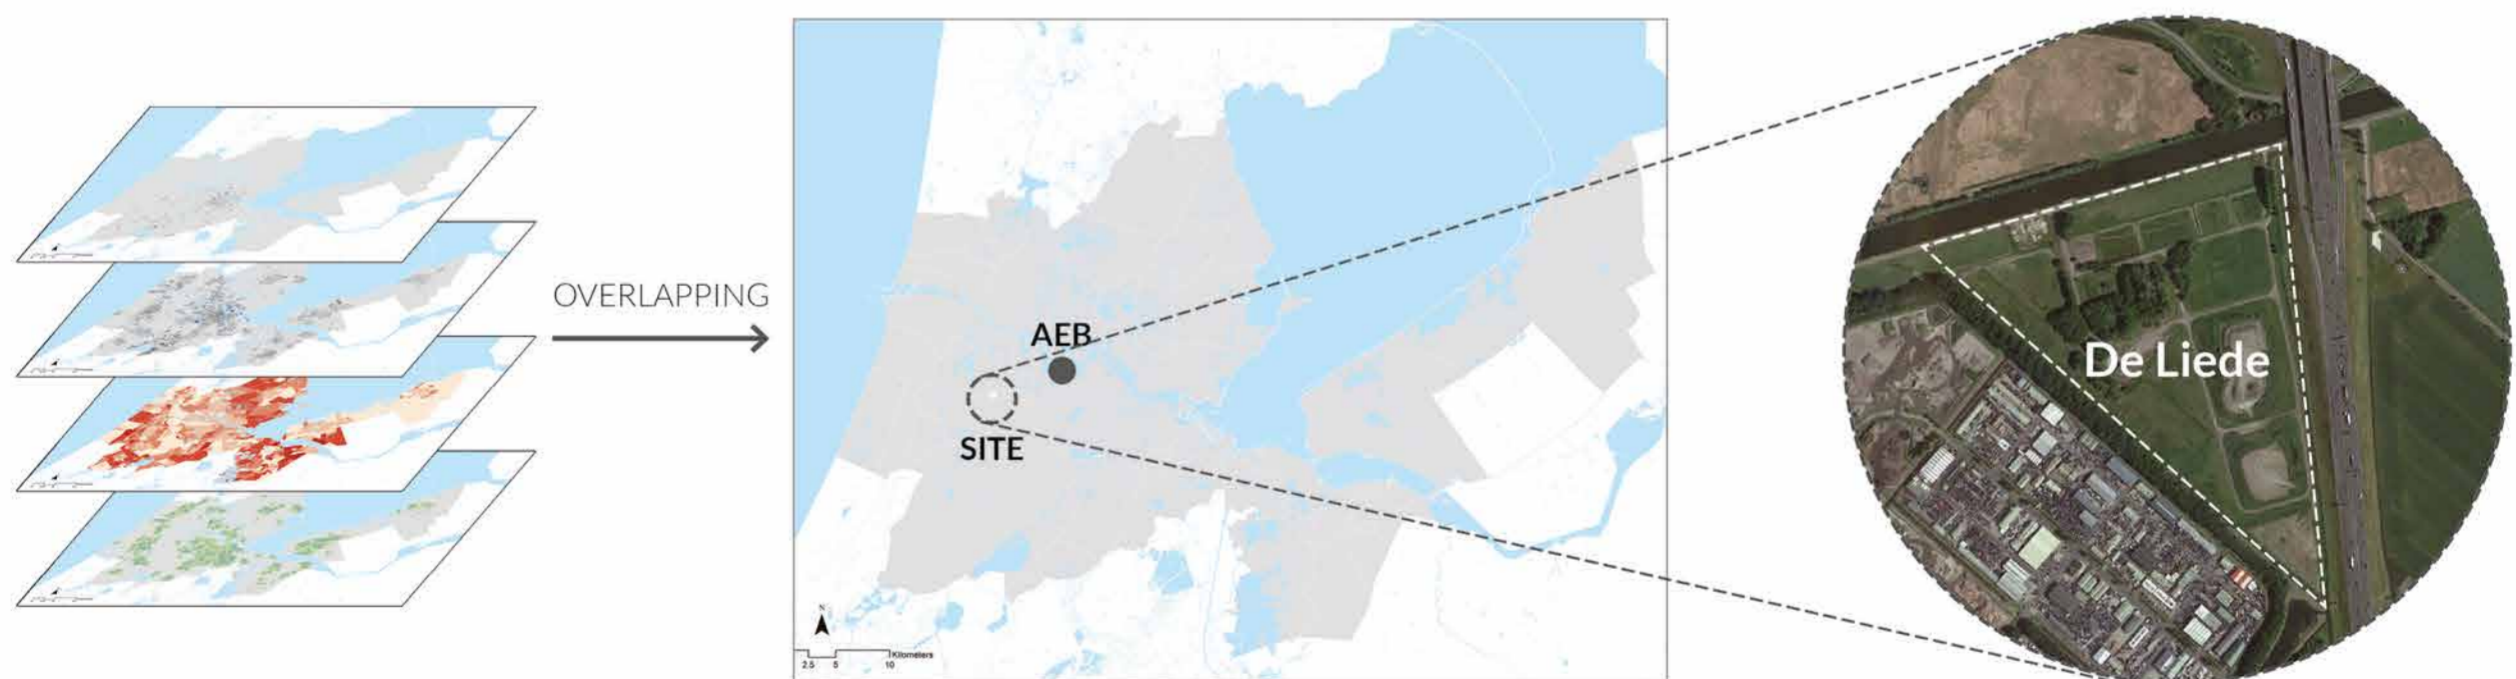 OVERLAPPING
AEB
SITE
N
Kilometers
2.5 5 10
De Liede